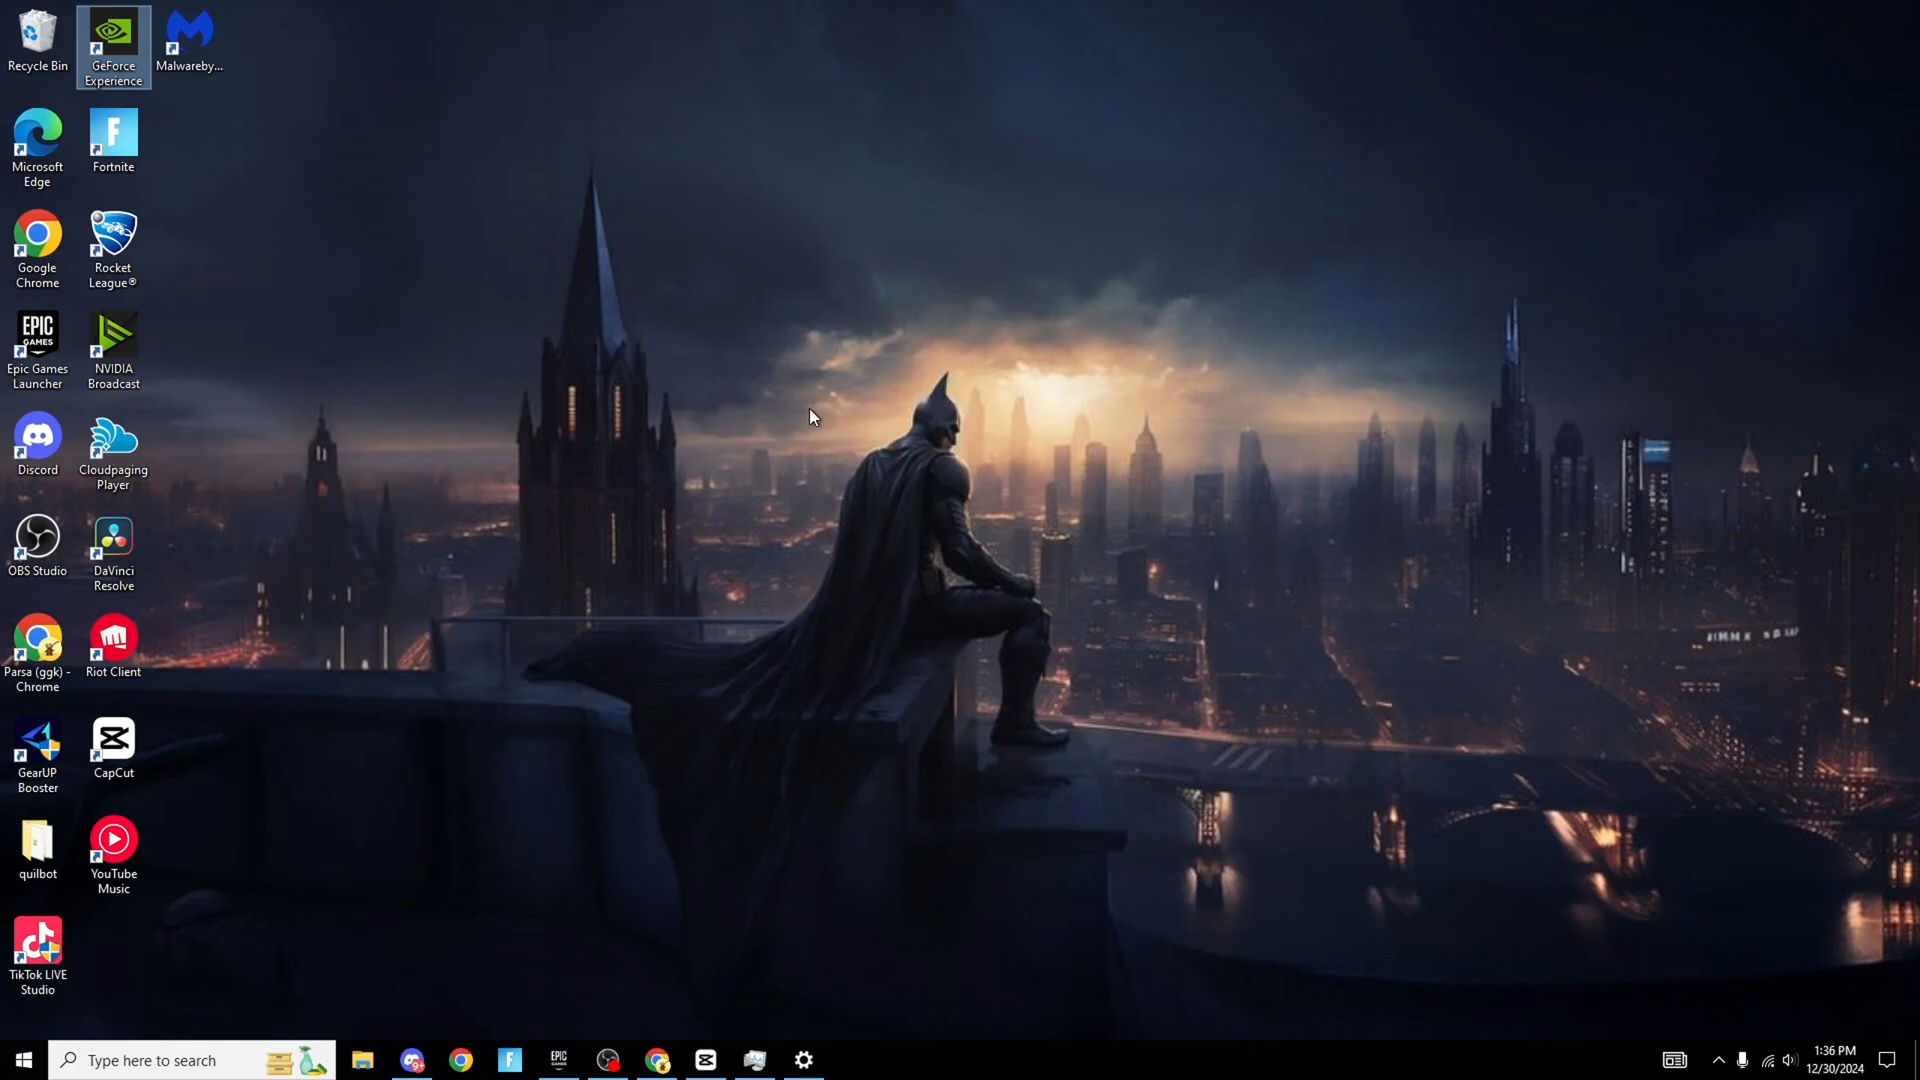 Recycle Bin
GeForce
Experience
Malwareby...
Microsoft
Edge
F
Fortnite
Google
Chrome
Rocket
League®
EPIC
GAMES
Epic Games
Launcher
NVIDIA
Broadcast
Discord
Cloudpaging
Player
OBS Studio
DaVinci
Resolve
Parsa (ggk) -
Chrome
Riot Client
GearUP
Booster
CapCut
quilbot
YouTube
Music
TikTok LIVE
Studio
Type here to search
9+
F
EPIC
GAMES
1:36 PM
12/30/2024